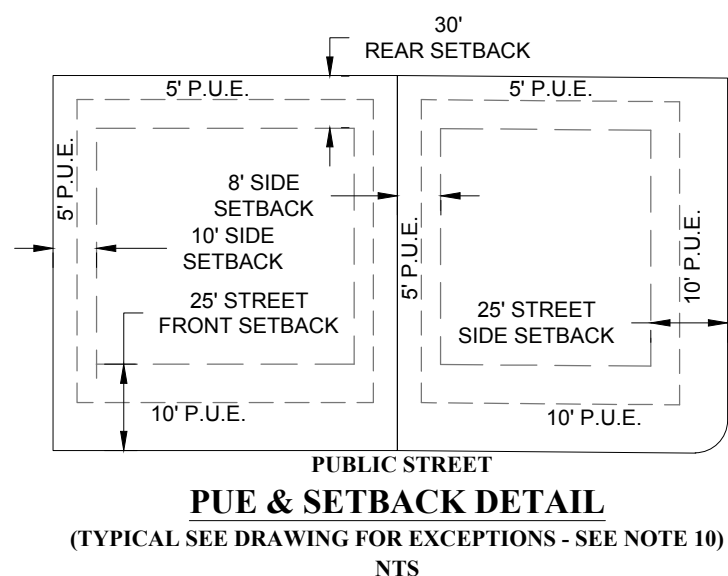 30'
REAR SETBACK
5' P.U.E.
5' P.U.E.
5' P.U.E.
8' SIDE
SETBACK
10' SIDE
SETBACK
5' P.U.E.
10' P.U.E.
25' STREET
FRONT SETBACK
25' STREET
SIDE SETBACK
10' P.U.E.
10' P.U.E.
PUBLIC STREET
PUE & SETBACK DETAIL
(TYPICAL SEE DRAWING FOR EXCEPTIONS - SEE NOTE 10)
NTS